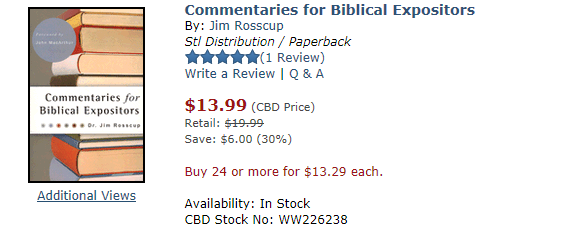 Foreword by
John MacArthur
Commentaries for
Biblical Expositors
Dr. Jim Rosscup
Additional Views
Commentaries for Biblical Expositors
By: Jim Rosscup
Stl Distribution / Paperback
(1 Review)
Write a Review | Q & A
$13.99 (CBD Price)
Retail: $19.99
Save: $6.00 (30%)
Buy 24 or more for $13.29 each.
Availability: In Stock
CBD Stock No: WW226238